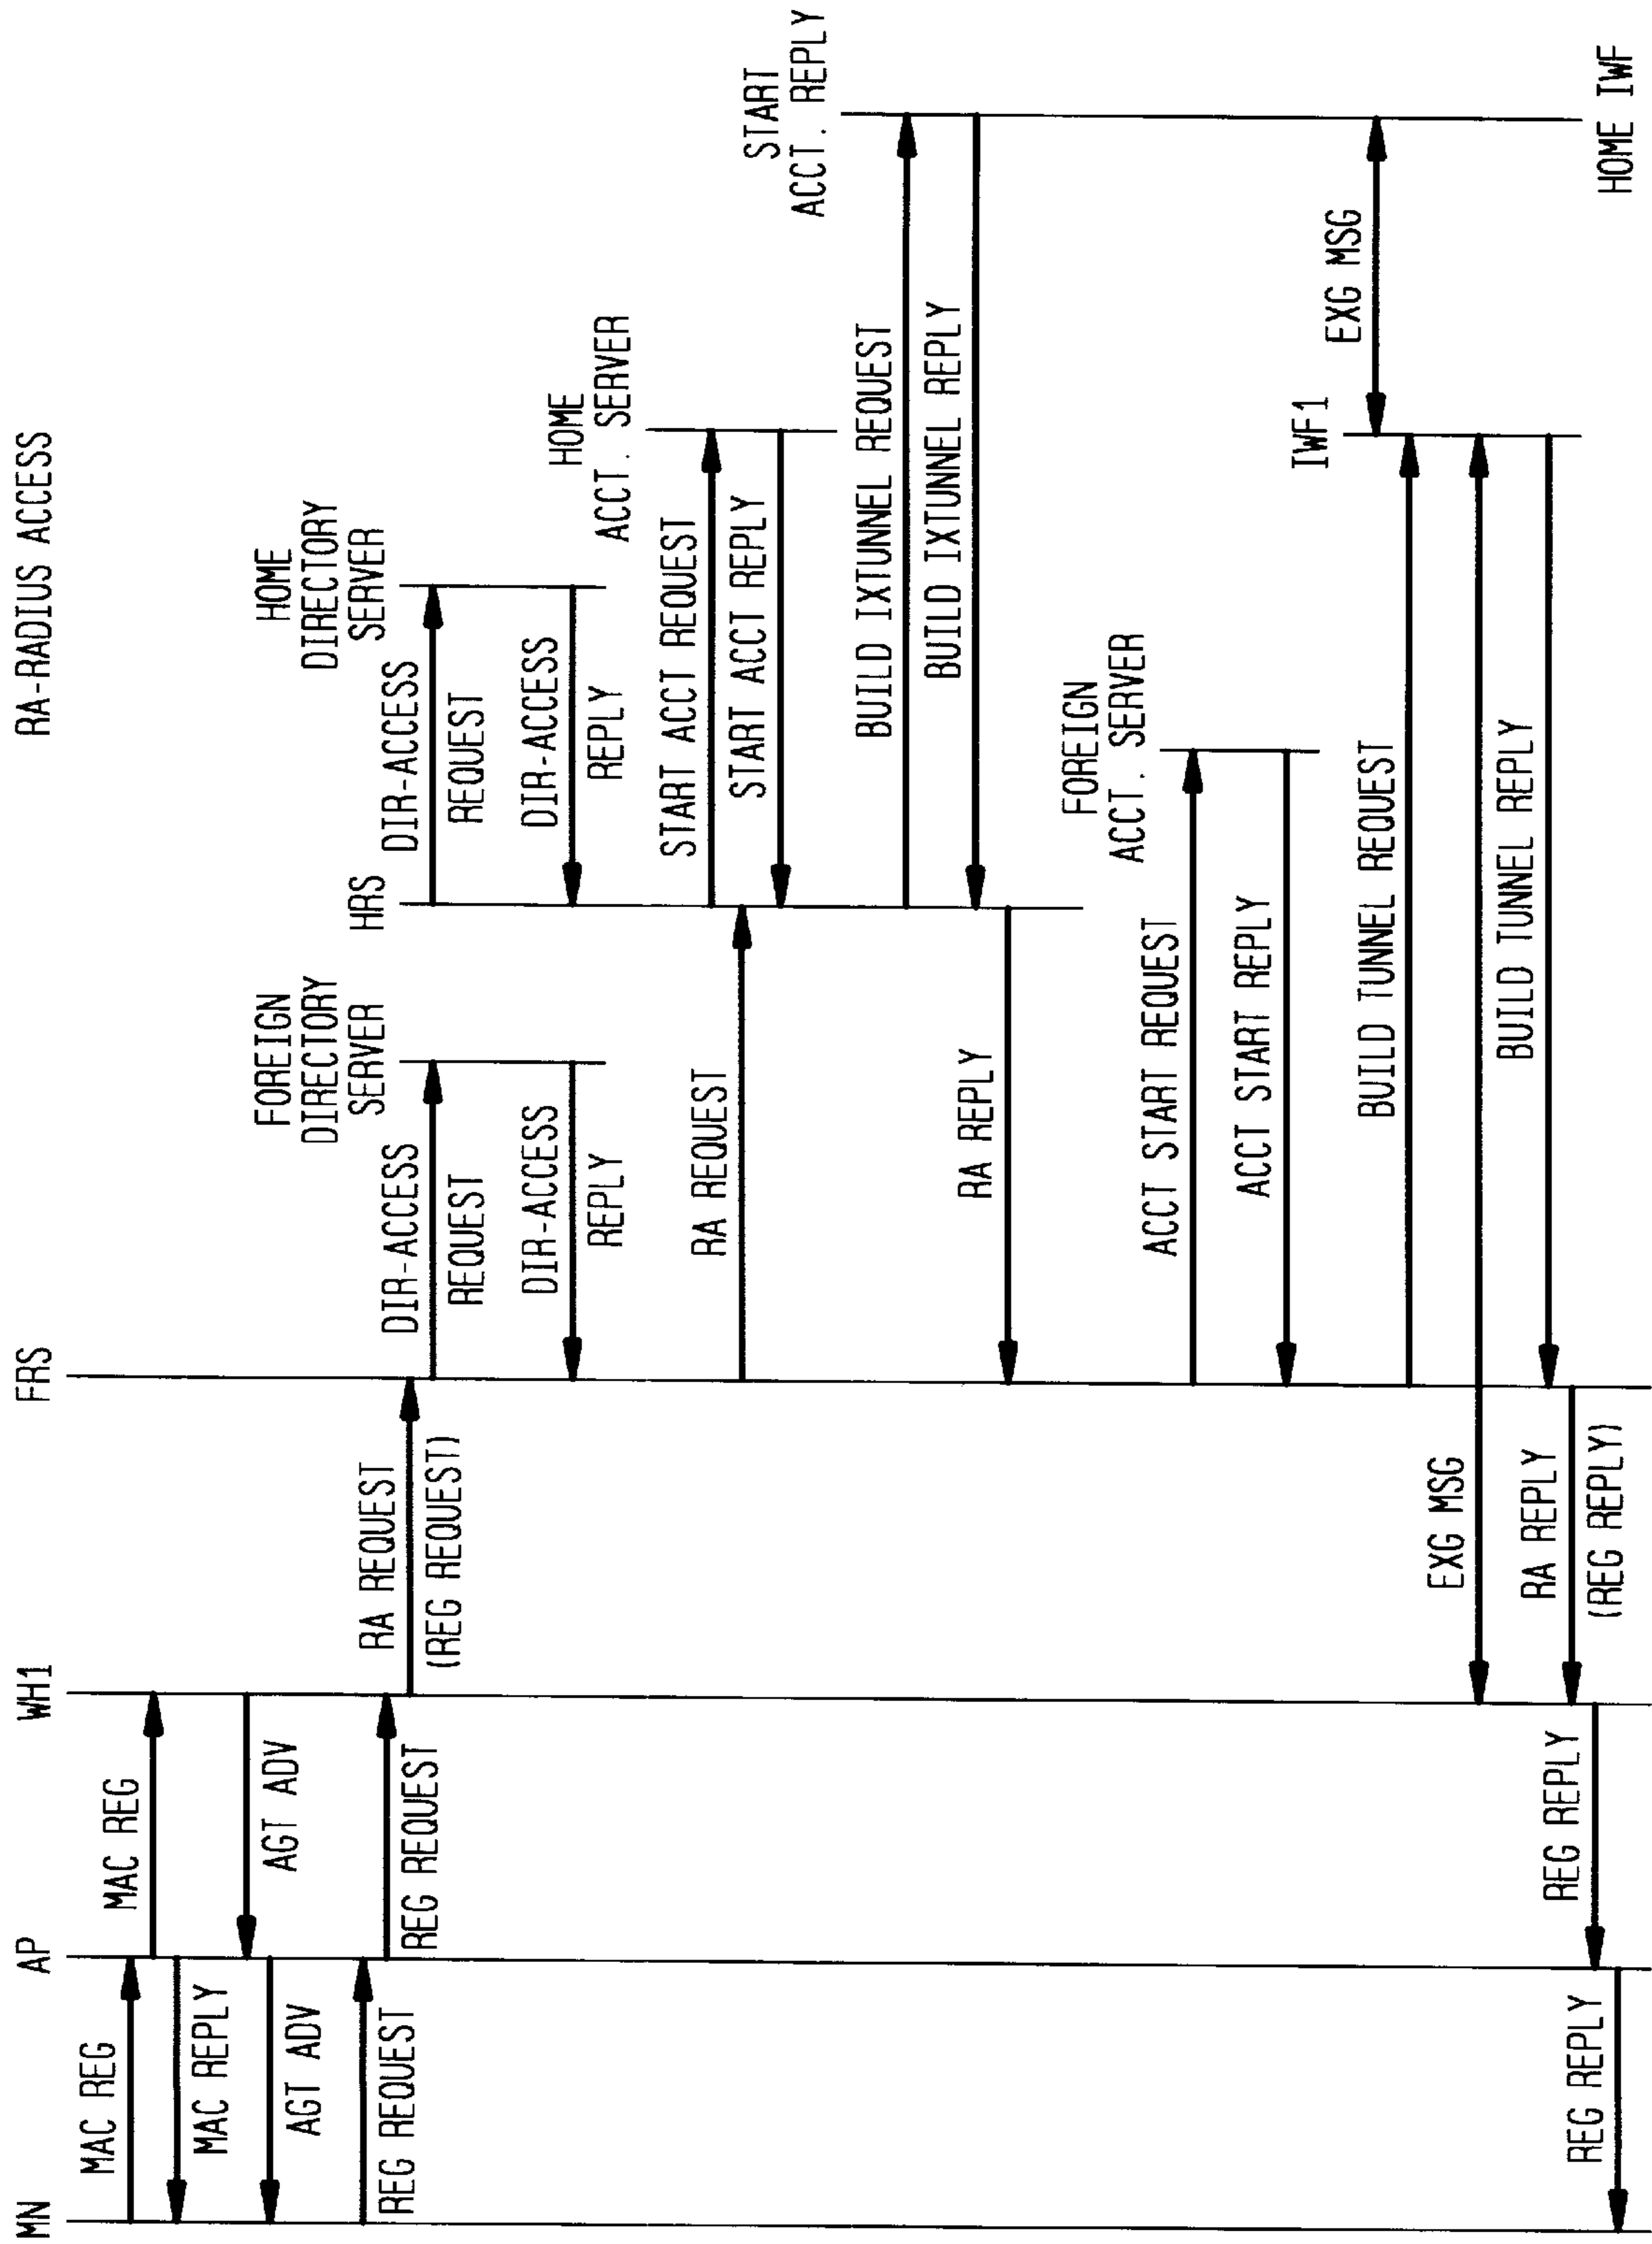 RA-RADIUS ACCESS
MN
AP
WH1
FRS
MAC REG
MAC REG
MAC REPLY
AGT ADV
AGT ADV
REG REQUEST
REG REQUEST
RA REQUEST
(REG REQUEST)
FOREIGN
DIRECTORY
SERVER
HRS
HOME
DIRECTORY
SERVER
DIR-ACCESS
REQUEST
DIR-ACCESS
REQUEST
DIR-ACCESS
REPLY
DIR-ACCESS
REPLY
HOME
ACCT. SERVER
START ACCT REQUEST
RA REQUEST
START ACCT REPLY
START
ACCT. REPLY
BUILD IXTUNNEL REQUEST
BUILD IXTUNNEL REPLY
RA REPLY
FOREIGN
ACCT. SERVER
ACCT START REQUEST
ACCT START REPLY
IWF1
EXG MSG
BUILD TUNNEL REQUEST
EXG MSG
BUILD TUNNEL REPLY
RA REPLY
(REG REPLY)
REG REPLY
REG REPLY
HOME IWF